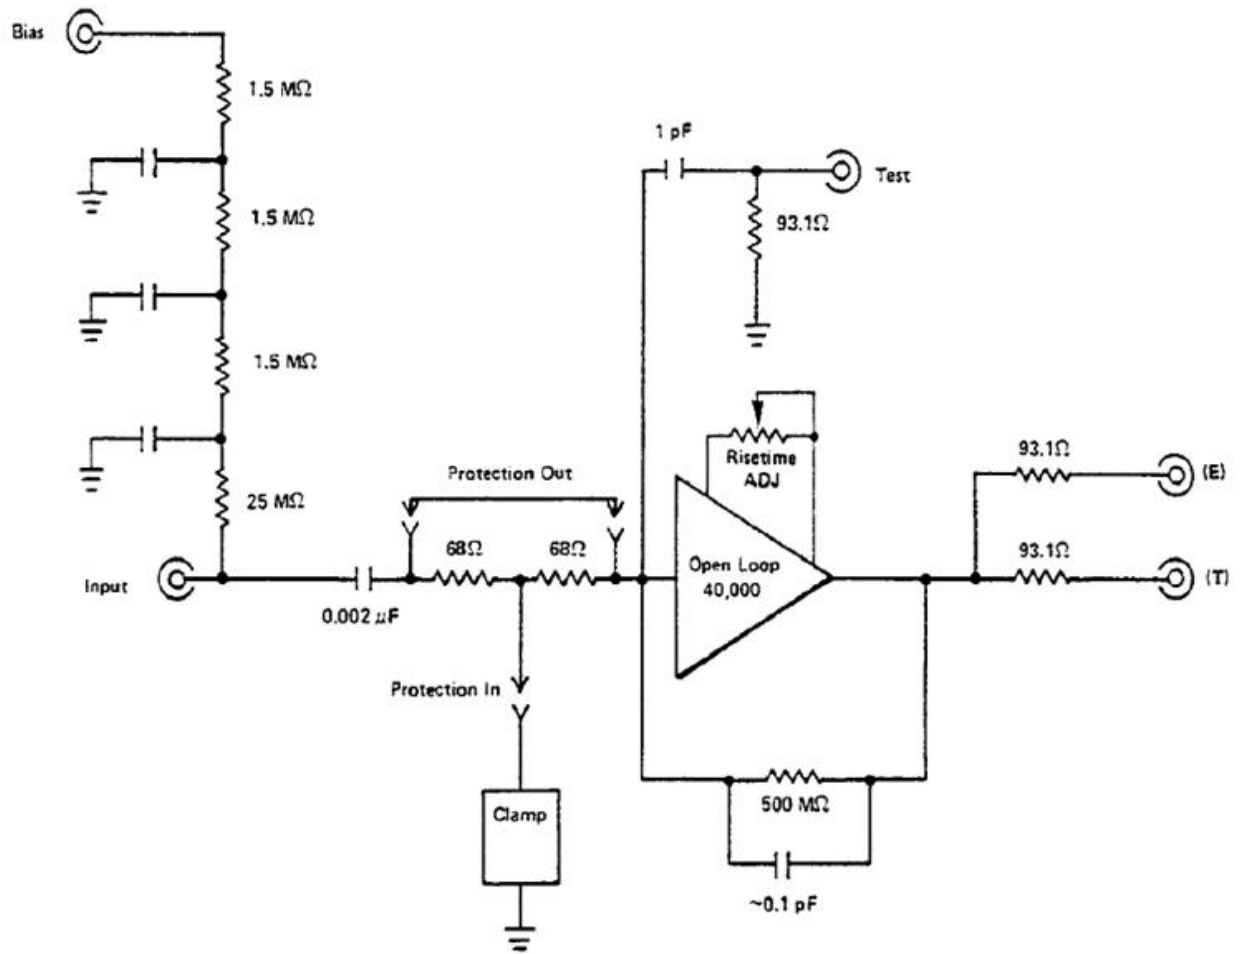 Bias
1.5 MΩ
1 pF
Test
1.5 MΩ
93.1Ω
1.5 MΩ
Risetime
ADJ
93.1Ω
(E)
Protection Out
25 MΩ
68Ω
68Ω
Open Loop
40,000
93.1Ω
(T)
Input
0.002 μF
Protection In
500 MΩ
Clamp
~0.1 pF